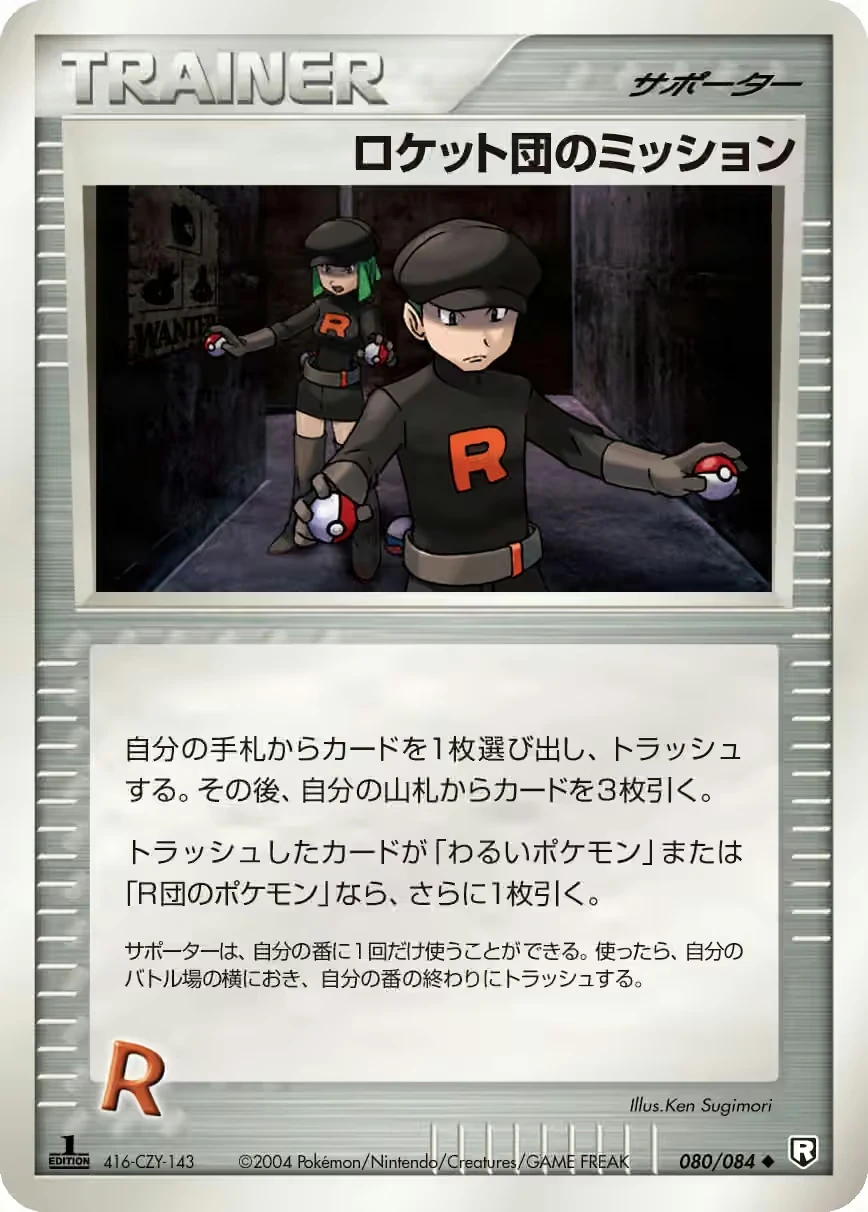 TRAINER
サポーター
ロケット団のミッション
WANTED
R
R
自分の手札からカードを1枚選び出し、トラッシュ
する。その後、自分の山札からカードを3枚引く。
トラッシュしたカードが「わるいポケモン」または
「R団のポケモン」なら、さらに1枚引く。
サポーターは、自分の番に1回だけ使うことができる。使ったら、自分の
バトル場の横におき、自分の番の終わりにトラッシュする。
R
Illus.Ken Sugimori
1
EDITION
416-CZY-143
©2004 Pokémon/Nintendo/Creatures/GAME FREAK
080/084
R